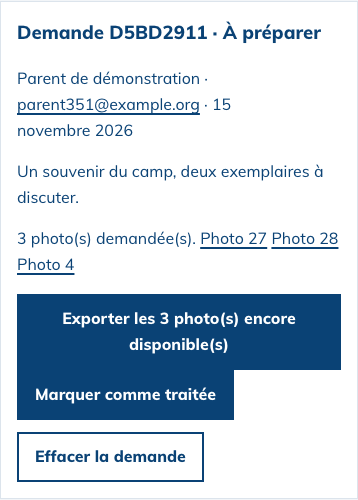 Demande D5BD2911 · À préparer
Parent de démonstration ·
parent351@example.org · 15
novembre 2026
Un souvenir du camp, deux exemplaires à
discuter.
3 photo(s) demandée(s). Photo 27 Photo 28
Photo 4
Exporter les 3 photo(s) encore
disponible(s)
Marquer comme traitée
Effacer la demande